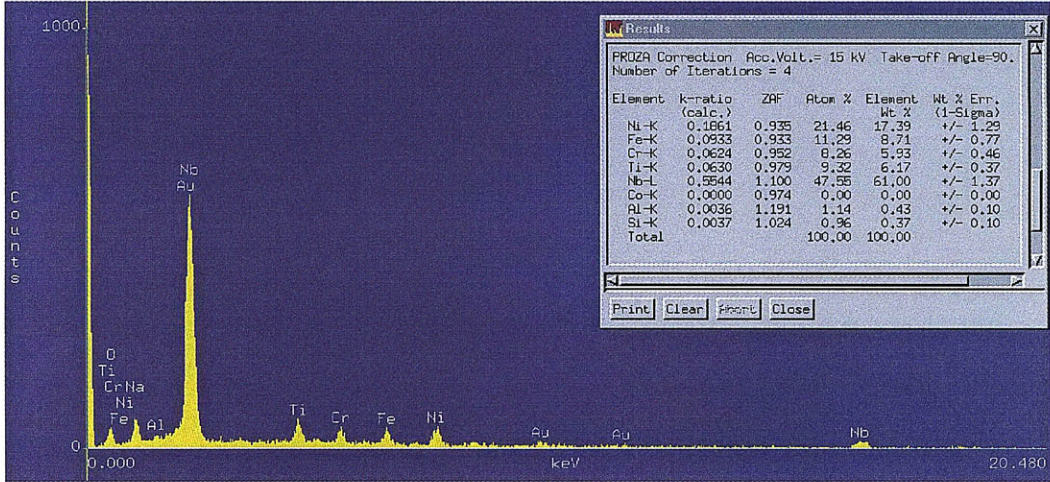 1000
Counts
Nb
Au
O
Ti
CrNa
Ni
Fe
Al
Ti
Cr
Fe
Ni
Au
Au
Nb
0
0.000
keV
20.480
Results
PROZA Correction Acc.Volt.= 15 kV Take-off Angle=90.
Number of Iterations = 4
Element k-ratio ZAF Atom % Element Wt % Err.
(calc.) Wt % (1-Sigma)
Ni-K 0.1861 0.935 21.46 17.39 +/- 1.29
Fe-K 0.0933 0.933 11.29 8.71 +/- 0.77
Cr-K 0.0624 0.952 8.26 5.93 +/- 0.46
Ti-K 0.0630 0.979 9.32 6.17 +/- 0.37
Nb-L 0.5544 1.100 47.55 61.00 +/- 1.37
Co-K 0.0000 0.974 0.00 0.00 +/- 0.00
Al-K 0.0036 1.191 1.14 0.43 +/- 0.10
Si-K 0.0037 1.024 0.96 0.37 +/- 0.10
Total 100.00 100.00
Print Clear Abort Close